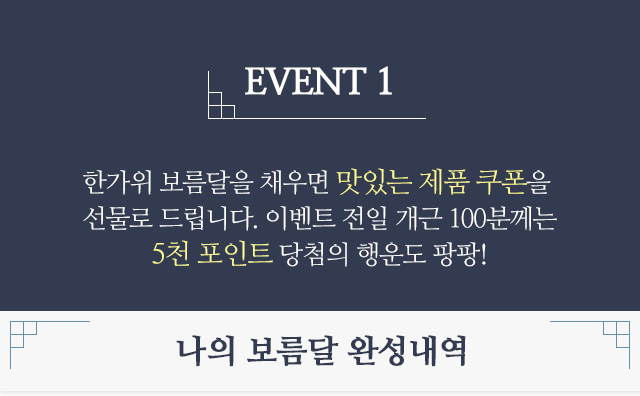 EVENT 1
한가위 보름달을 채우면 맛있는 제품 쿠폰을
선물로 드립니다. 이벤트 전일 개근 100분께는
5천 포인트 당첨의 행운도 팡팡!
나의 보름달 완성내역